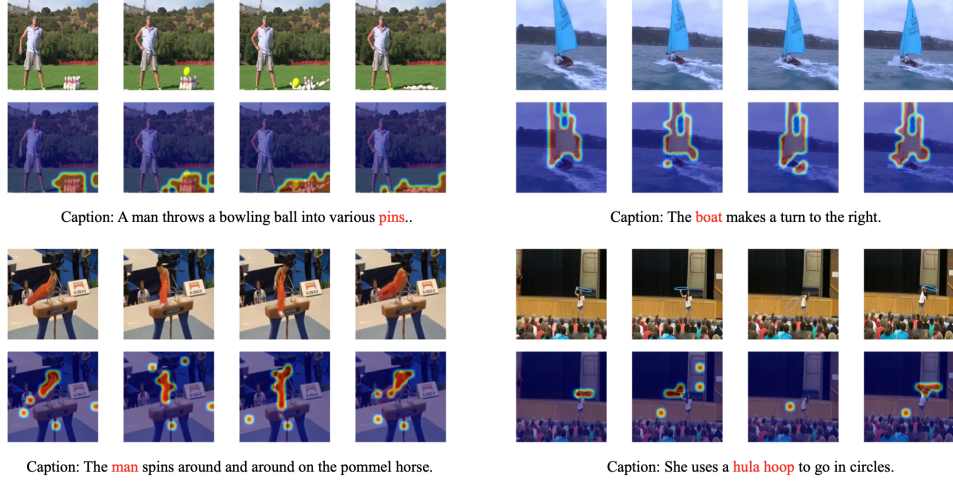 Caption: A man throws a bowling ball into various pins..
Caption: The boat makes a turn to the right.
Caption: The man spins around and around on the pommel horse.
Caption: She uses a hula hoop to go in circles.